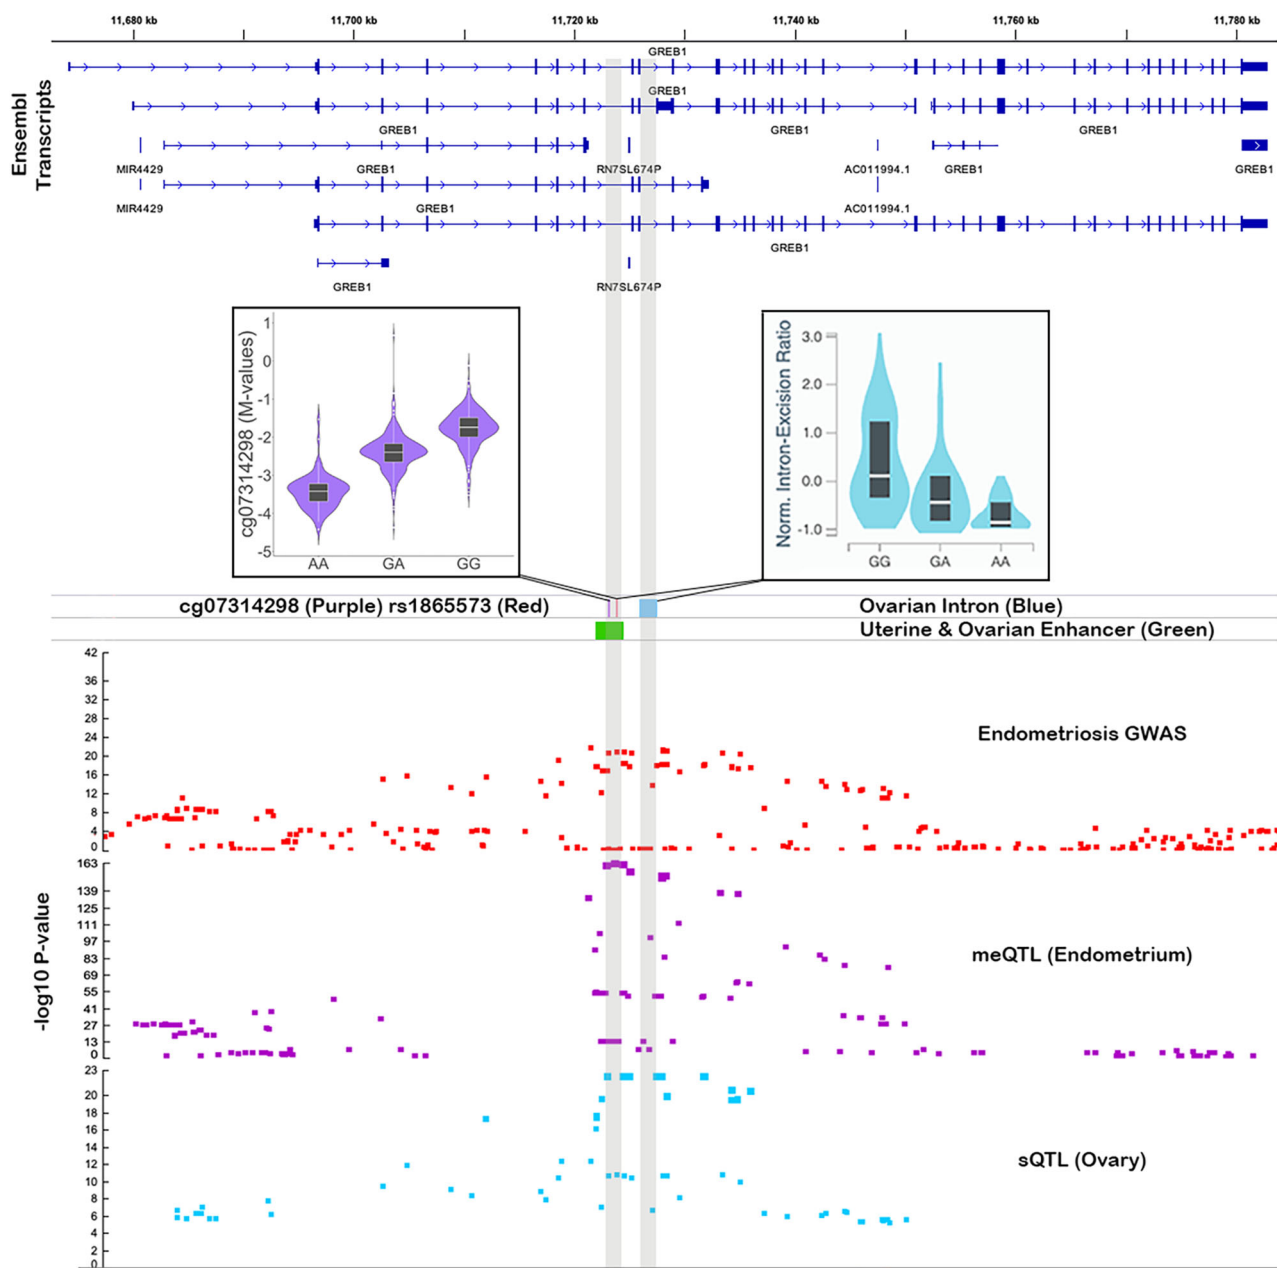 11,680 kb 11,700 kb 11,720 kb 11,740 kb 11,760 kb 11,780 kb
Ensembl
Transcripts
GREB1
GREB1
GREB1 GREB1 GREB1
MIR4429 GREB1 RN7SL674P AC011994.1 GREB1 GREB1
MIR4429 GREB1 AC011994.1
GREB1
GREB1 RN7SL674P
cg07314298 (M-values)
1
0
-1
-2
-3
-4
-5
AA GA GG
Norm. Intron-Excision Ratio
3.0
2.0
1.0
0.0
-1.0
GG GA AA
cg07314298 (Purple) rs1865573 (Red) Ovarian Intron (Blue)
Uterine & Ovarian Enhancer (Green)
-log10 P-value
42
36
32
28
24
20
16
12
8
4
0
Endometriosis GWAS
163
139
125
111
97
83
69
55
41
27
13
0
meQTL (Endometrium)
23
20
18
16
14
12
10
8
6
4
2
0
sQTL (Ovary)